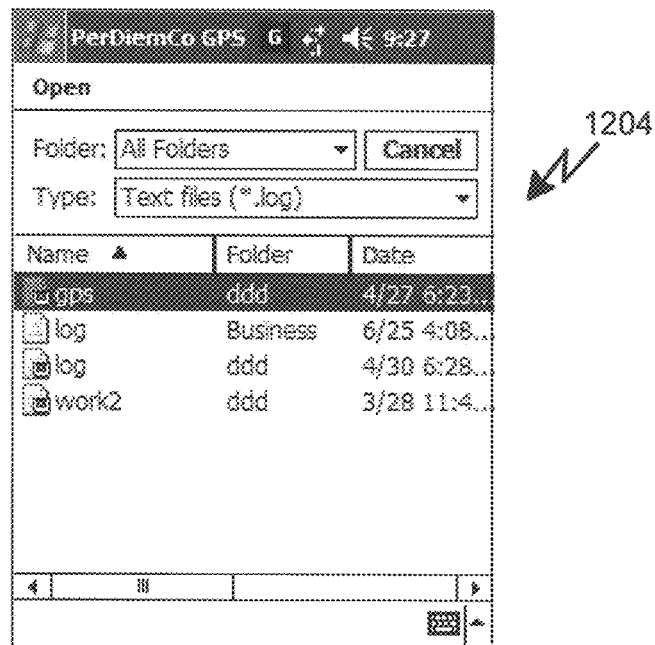 PerDiemCo GPS G 9:27
Open
1204
Folder: All Folders Cancel
Type: Text files (*.log)
Name Folder Date
gps ddd 4/27 6:23...
log Business 6/25 4:08...
log ddd 4/30 6:28...
work2 ddd 3/28 11:4...